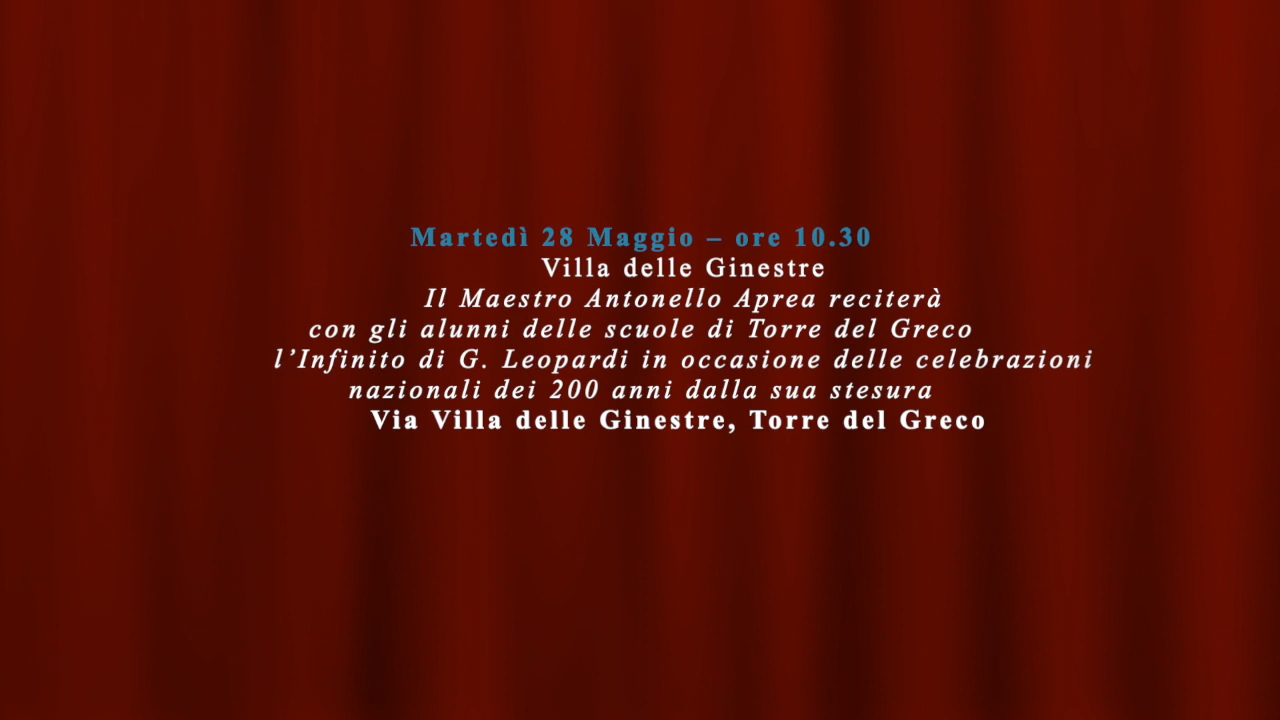 Martedì 28 Maggio – ore 10.30
Villa delle Ginestre
Il Maestro Antonello Aprea reciterà
con gli alunni delle scuole di Torre del Greco
l’Infinito di G. Leopardi in occasione delle celebrazioni
nazionali dei 200 anni dalla sua stesura
Via Villa delle Ginestre, Torre del Greco